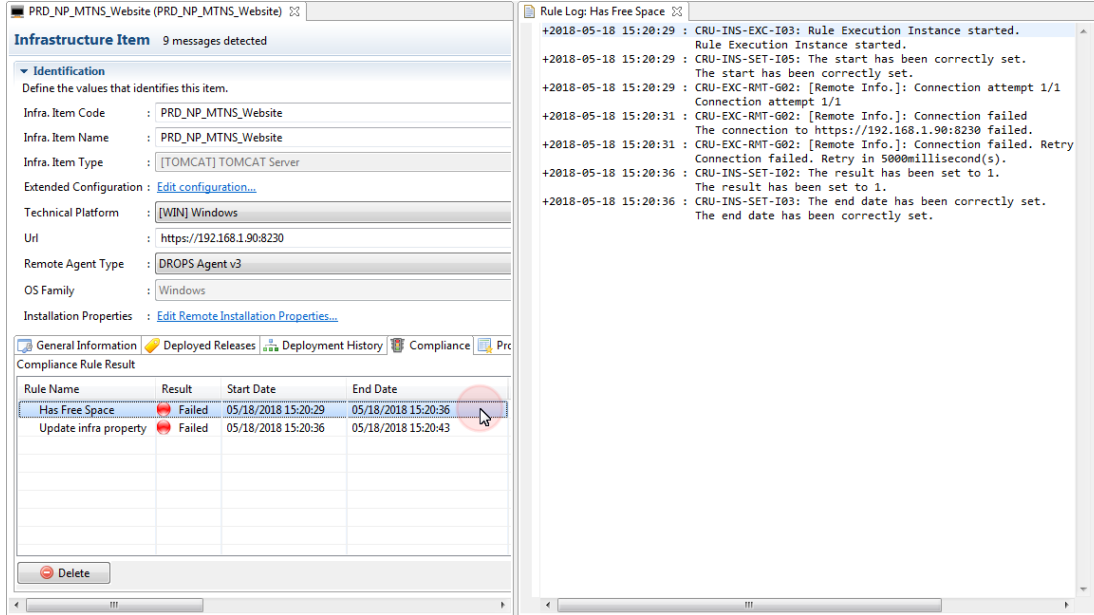 PRD_NP_MTNS_Website (PRD_NP_MTNS_Website)
Infrastructure Item 9 messages detected
Identification
Define the values that identifies this item.
Infra. Item Code : PRD_NP_MTNS_Website
Infra. Item Name : PRD_NP_MTNS_Website
Infra. Item Type : [TOMCAT] TOMCAT Server
Extended Configuration : Edit configuration...
Technical Platform : [WIN] Windows
Url : https://192.168.1.90:8230
Remote Agent Type : DROPS Agent v3
OS Family : Windows
Installation Properties : Edit Remote Installation Properties...
General Information Deployed Releases Deployment History Compliance Pro
Compliance Rule Result
Rule Name Result Start Date End Date
Has Free Space Failed 05/18/2018 15:20:29 05/18/2018 15:20:36
Update infra property Failed 05/18/2018 15:20:36 05/18/2018 15:20:43
Delete
Rule Log: Has Free Space
+2018-05-18 15:20:29 : CRU-INS-EXC-I03: Rule Execution Instance started.
Rule Execution Instance started.
+2018-05-18 15:20:29 : CRU-INS-SET-I05: The start has been correctly set.
The start has been correctly set.
+2018-05-18 15:20:29 : CRU-EXC-RMT-G02: [Remote Info.]: Connection attempt 1/1
Connection attempt 1/1
+2018-05-18 15:20:31 : CRU-EXC-RMT-G02: [Remote Info.]: Connection failed
The connection to https://192.168.1.90:8230 failed.
+2018-05-18 15:20:31 : CRU-EXC-RMT-G02: [Remote Info.]: Connection failed. Retry
Connection failed. Retry in 5000millisecond(s).
+2018-05-18 15:20:36 : CRU-INS-SET-I02: The result has been set to 1.
The result has been set to 1.
+2018-05-18 15:20:36 : CRU-INS-SET-I03: The end date has been correctly set.
The end date has been correctly set.